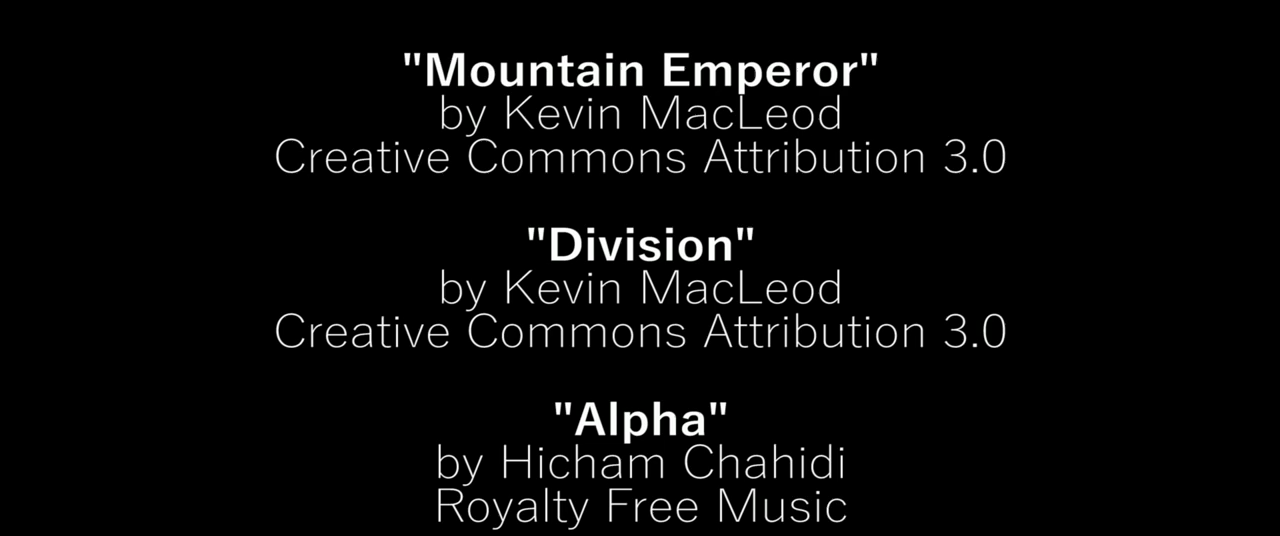 "Mountain Emperor"
by Kevin MacLeod
Creative Commons Attribution 3.0
"Division"
by Kevin MacLeod
Creative Commons Attribution 3.0
"Alpha"
by Hicham Chahidi
Royalty Free Music